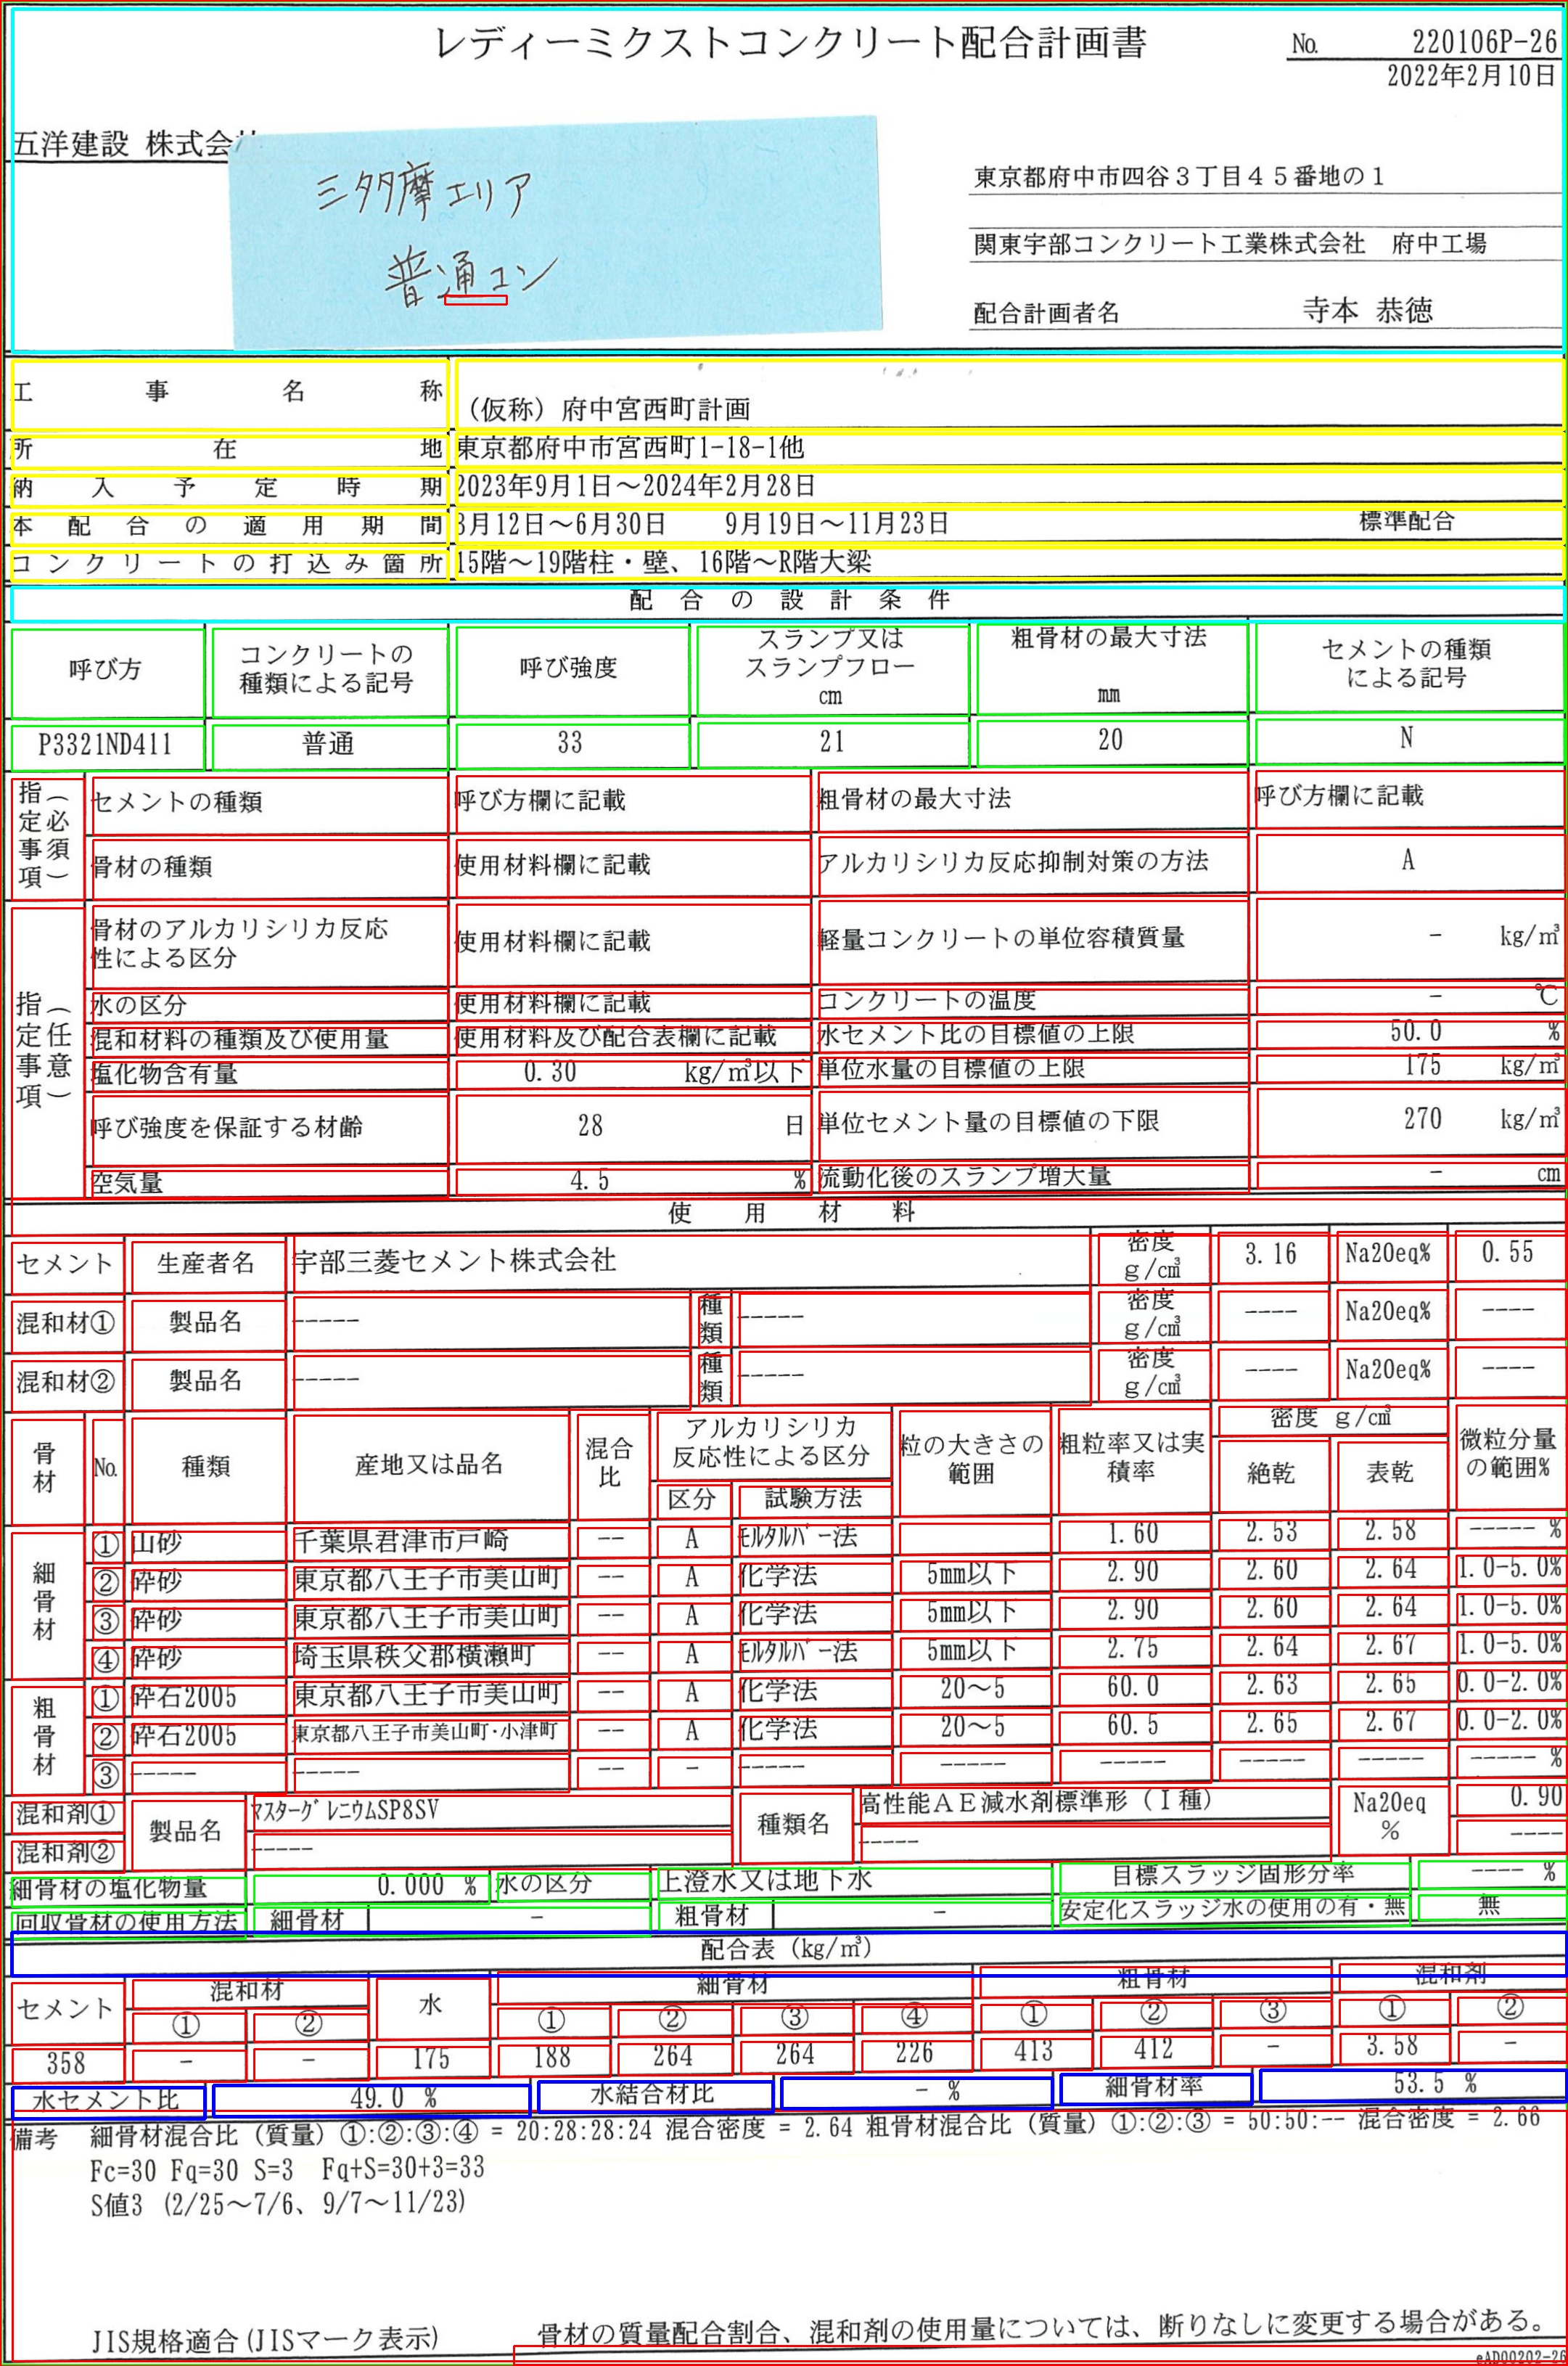 レディーミクストコンクリート配合計画書
No. 220106P-26
2022年2月10日
五洋建設 株式会
三多摩エリア
普通コン
東京都府中市四谷3丁目45番地の1
関東宇部コンクリート工業株式会社 府中工場
配合計画者名 寺本 恭徳
工事名称 (仮称)府中宮西町計画
所在地 東京都府中市宮西町1-18-1他
納入予定時期 2023年9月1日～2024年2月28日
本配合の適用期間 3月12日～6月30日 9月19日～11月23日 標準配合
コンクリートの打込み箇所 15階～19階柱・壁、16階～R階大梁
配合の設計条件
呼び方 コンクリートの種類による記号 呼び強度 スランプ又はスランプフロー cm 粗骨材の最大寸法 mm セメントの種類による記号
P3321ND411 普通 33 21 20 N
指定事項(必須)
セメントの種類 呼び方欄に記載 粗骨材の最大寸法 呼び方欄に記載
骨材の種類 使用材料欄に記載 アルカリシリカ反応抑制対策の方法 A
指定事項(任意)
骨材のアルカリシリカ反応性による区分 使用材料欄に記載 軽量コンクリートの単位容積質量 - kg/㎥
水の区分 使用材料欄に記載 コンクリートの温度 - ℃
混和材料の種類及び使用量 使用材料及び配合表欄に記載 水セメント比の目標値の上限 50.0 %
塩化物含有量 0.30 kg/㎥以下 単位水量の目標値の上限 175 kg/㎥
呼び強度を保証する材齢 28 日 単位セメント量の目標値の下限 270 kg/㎥
空気量 4.5 % 流動化後のスランプ増大量 - cm
使用材料
セメント 生産者名 宇部三菱セメント株式会社 密度 g/c㎥ 3.16 Na20eq% 0.55
混和材① 製品名 ----- 種類 ----- 密度 g/c㎥ ---- Na20eq% ----
混和材② 製品名 ----- 種類 ----- 密度 g/c㎥ ---- Na20eq% ----
骨材 No. 種類 産地又は品名 混合比 アルカリシリカ反応性による区分 区分 試験方法 粒の大きさの範囲 粗粒率又は実積率 密度 g/c㎥ 絶乾 表乾 微粒分量の範囲%
細骨材
① 山砂 千葉県君津市戸崎 -- A ﾓﾙﾀﾙﾊﾞｰ法 1.60 2.53 2.58 ----- %
② 砕砂 東京都八王子市美山町 -- A 化学法 5mm以下 2.90 2.60 2.64 1.0-5.0%
③ 砕砂 東京都八王子市美山町 -- A 化学法 5mm以下 2.90 2.60 2.64 1.0-5.0%
④ 砕砂 埼玉県秩父郡横瀬町 -- A ﾓﾙﾀﾙﾊﾞｰ法 5mm以下 2.75 2.64 2.67 1.0-5.0%
粗骨材
① 砕石2005 東京都八王子市美山町 -- A 化学法 20～5 60.0 2.63 2.65 0.0-2.0%
② 砕石2005 東京都八王子市美山町･小津町 -- A 化学法 20～5 60.5 2.65 2.67 0.0-2.0%
③ ----- ----- -- - ----- ----- ----- ----- ----- ----- %
混和剤① 製品名 ﾏｽﾀｰｸﾞﾚﾆｳﾑSP8SV 種類名 高性能AE減水剤標準形(Ⅰ種) Na20eq % 0.90
混和剤② ----- ----- ----
細骨材の塩化物量 0.000 % 水の区分 上澄水又は地下水 目標スラッジ固形分率 ---- %
回収骨材の使用方法 細骨材 - 粗骨材 - 安定化スラッジ水の使用の有・無 無
配合表(kg/㎥)
セメント 混和材 水 細骨材 粗骨材 混和剤
① ② ① ② ③ ④ ① ② ③ ① ②
358 - - 175 188 264 264 226 413 412 - 3.58 -
水セメント比 49.0 % 水結合材比 - % 細骨材率 53.5 %
備考 細骨材混合比(質量)①:②:③:④ = 20:28:28:24 混合密度 = 2.64 粗骨材混合比(質量)①:②:③ = 50:50:-- 混合密度 = 2.66
Fc=30 Fq=30 S=3 Fq+S=30+3=33
S値3 (2/25～7/6、9/7～11/23)
JIS規格適合(JISマーク表示) 骨材の質量配合割合、混和剤の使用量については、断りなしに変更する場合がある。
eAD00202-26